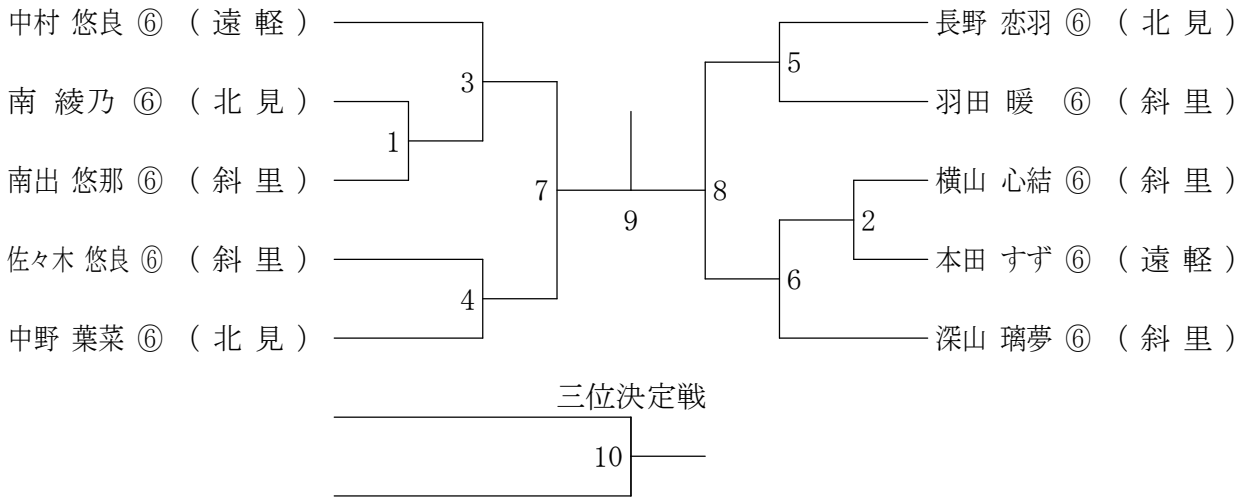 中村 悠良 ⑥ ( 遠 軽 )
南 綾乃 ⑥ ( 北 見 )
南出 悠那 ⑥ ( 斜 里 )
佐々木 悠良 ⑥ ( 斜 里 )
中野 葉菜 ⑥ ( 北 見 )
3
1
4
7
9
8
5
2
6
長野 恋羽 ⑥ ( 北 見 )
羽田 暖 ⑥ ( 斜 里 )
横山 心結 ⑥ ( 斜 里 )
本田 すず ⑥ ( 遠 軽 )
深山 璃夢 ⑥ ( 斜 里 )
三位決定戦
10